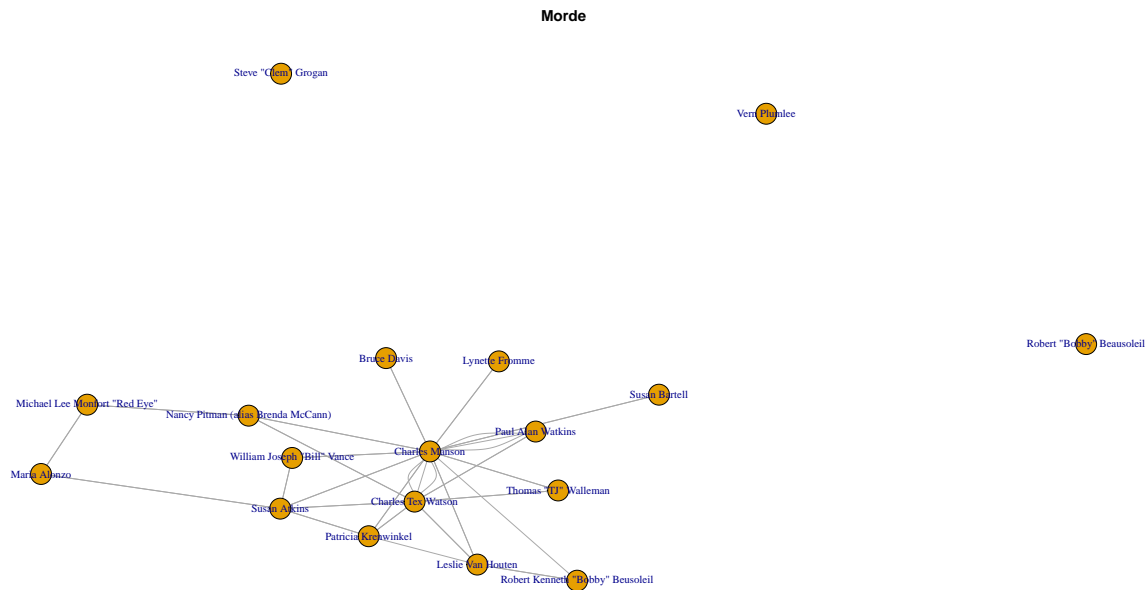 Morde
Steve "Clem" Grogan
Vern Plumlee
Robert "Bobby" Beausoleil
Bruce Davis
Lynette Fromme
Susan Bartell
Michael Lee Monfort "Red Eye"
Nancy Pitman (alias Brenda McCann)
Paul Alan Watkins
Charles Manson
William Joseph "Bill" Vance
Maria Alonzo
Thomas "TJ" Walleman
Charles Tex Watson
Susan Atkins
Patricia Krenwinkel
Leslie Van Houten
Robert Kenneth "Bobby" Beusoleil